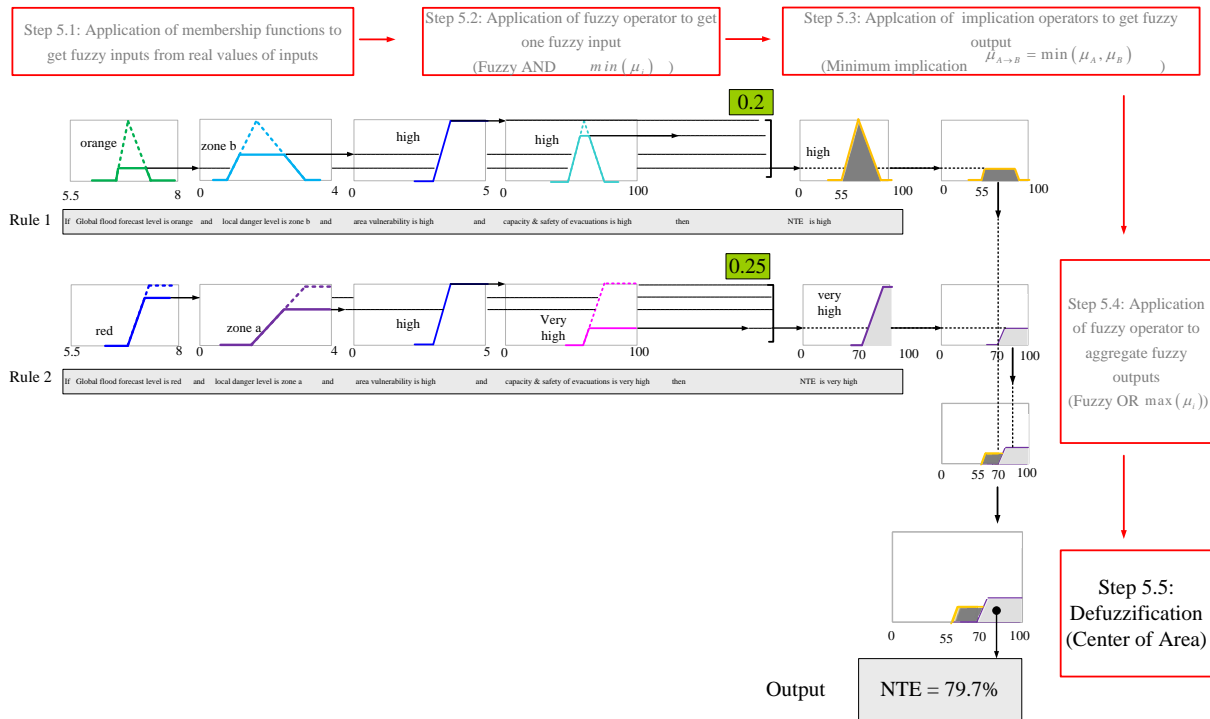 Step 5.1: Application of membership functions to
get fuzzy inputs from real values of inputs
Step 5.2: Application of fuzzy operator to get
one fuzzy input
(Fuzzy AND min(μ_i) )
Step 5.3: Application of implication operators to get fuzzy
output
(Minimum implication μ_{A→B} = min(μ_A, μ_B) )
0.2
orange
zone b
high
high
high
5.5 8 0 4 0 5 0 100 0 55 100 0 55 100
Rule 1
If Global flood forecast level is orange and local danger level is zone b and area vulnerability is high and capacity & safety of evacuations is high then NTE is high
0.25
red
zone a
high
Very
high
very
high
5.5 8 0 4 0 5 0 100 0 70 100 0 70 100
Rule 2
If Global flood forecast level is red and local danger level is zone a and area vulnerability is high and capacity & safety of evacuations is very high then NTE is very high
Step 5.4: Application
of fuzzy operator to
aggregate fuzzy
outputs
(Fuzzy OR max(μ_i))
0 55 70 100
0 55 70 100
Step 5.5:
Defuzzification
(Center of Area)
Output
NTE = 79.7%